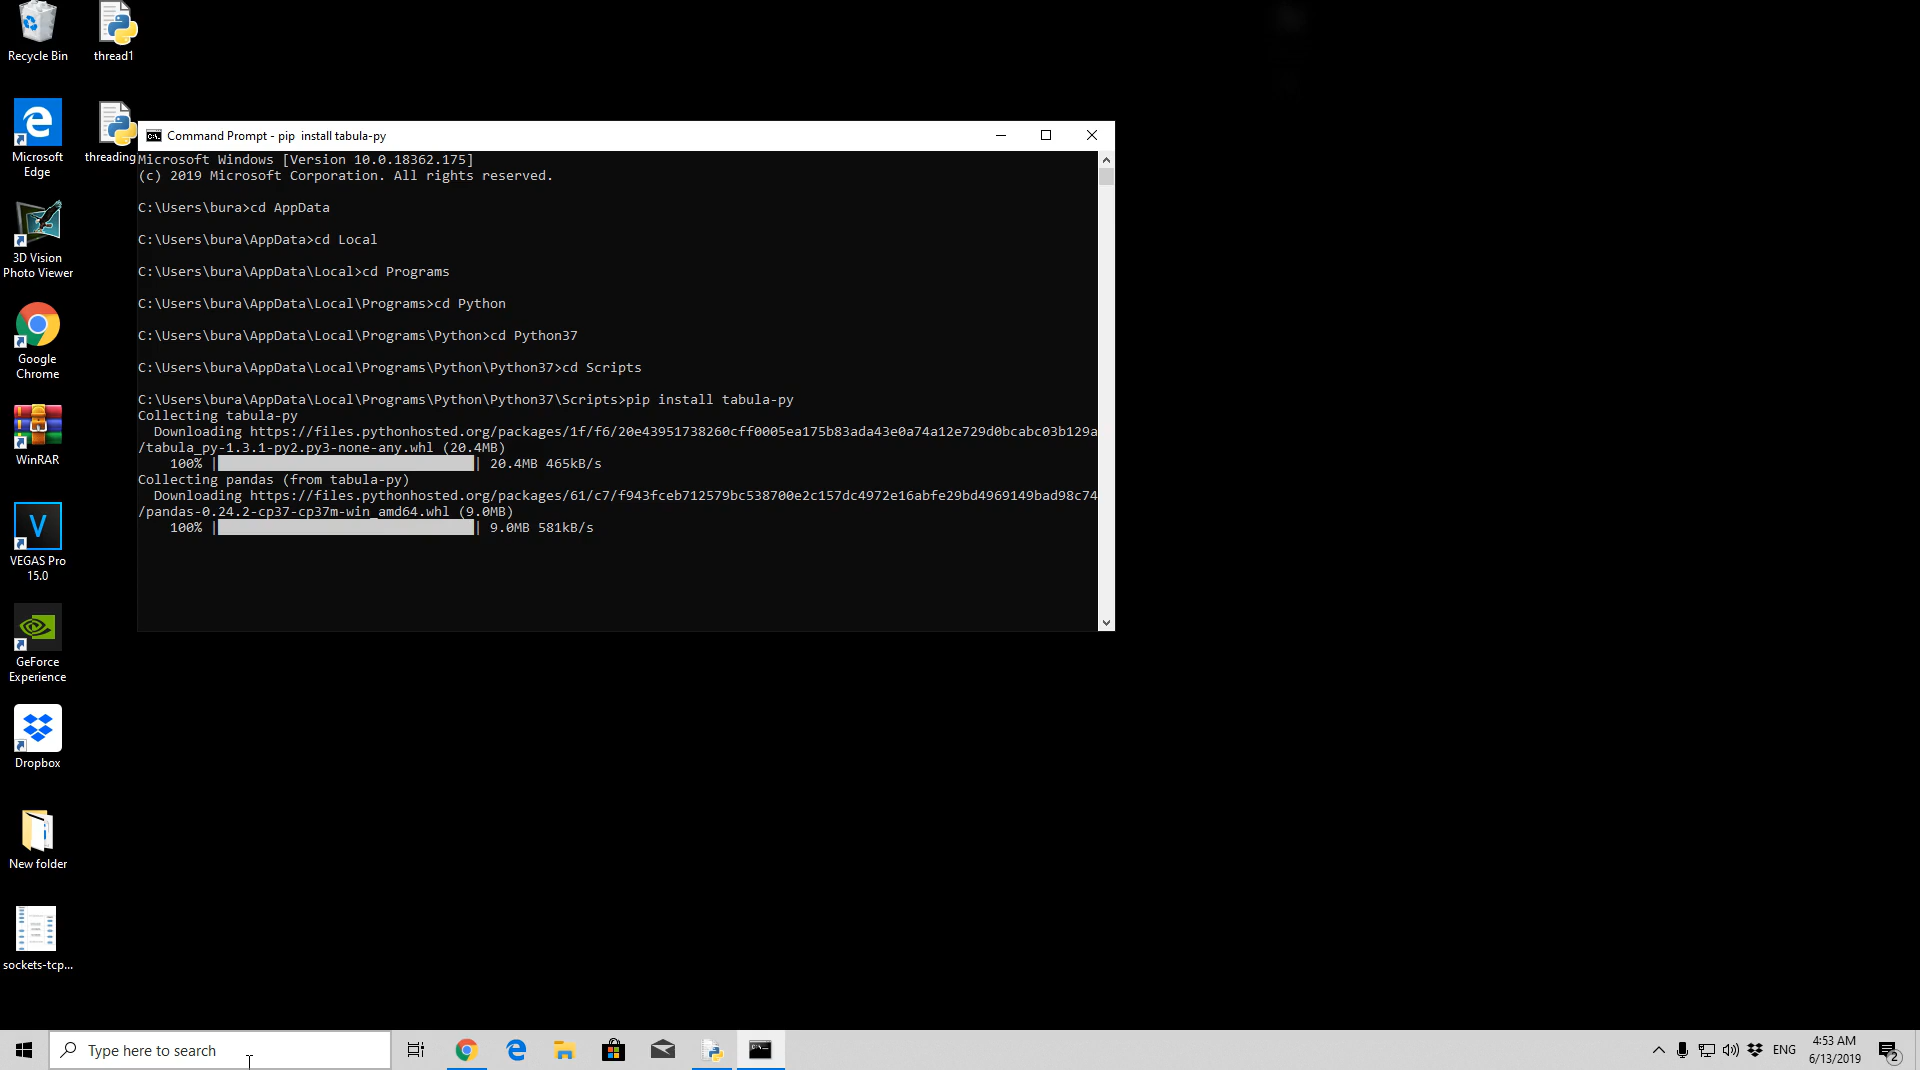 Recycle Bin
thread1
Microsoft
Edge
threading
3D Vision
Photo Viewer
Google
Chrome
WinRAR
VEGAS Pro
15.0
GeForce
Experience
Dropbox
New folder
sockets-tcp...
Command Prompt - pip  install tabula-py
Microsoft Windows [Version 10.0.18362.175]
(c) 2019 Microsoft Corporation. All rights reserved.
C:\Users\bura>cd AppData
C:\Users\bura\AppData>cd Local
C:\Users\bura\AppData\Local>cd Programs
C:\Users\bura\AppData\Local\Programs>cd Python
C:\Users\bura\AppData\Local\Programs\Python>cd Python37
C:\Users\bura\AppData\Local\Programs\Python\Python37>cd Scripts
C:\Users\bura\AppData\Local\Programs\Python\Python37\Scripts>pip install tabula-py
Collecting tabula-py
Downloading https://files.pythonhosted.org/packages/1f/f6/20e43951738260cff0005ea175b83ada43e0a74a12e729d0bcabc03b129a
/tabula_py-1.3.1-py2.py3-none-any.whl (20.4MB)
100% |████████████████████████████████| 20.4MB 465kB/s
Collecting pandas (from tabula-py)
Downloading https://files.pythonhosted.org/packages/61/c7/f943fceb712579bc538700e2c157dc4972e16abfe29bd4969149bad98c74
/pandas-0.24.2-cp37-cp37m-win_amd64.whl (9.0MB)
100% |████████████████████████████████| 9.0MB 581kB/s
Type here to search
ENG
4:53 AM
6/13/2019
2